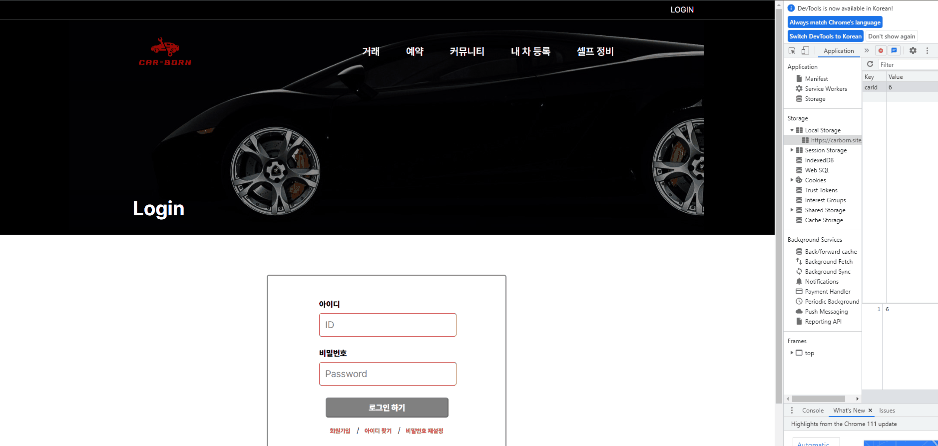 LOGIN
CAR-BORN
거래 예약 커뮤니티 내 차 등록 셀프 정비
Login
아이디
ID
비밀번호
Password
로그인 하기
회원가입 / 아이디 찾기 / 비밀번호 재설정
DevTools is now available in Korean!
Always match Chrome's language
Switch DevTools to Korean Don't show again
Application
Filter
Application
Manifest
Service Workers
Storage
Key Value
carId 6
Storage
Local Storage
https://carborn.site
Session Storage
IndexedDB
Web SQL
Cookies
Trust Tokens
Interest Groups
Shared Storage
Cache Storage
Background Services
Back/forward cache
Background Fetch
Background Sync
Notifications
Payment Handler
Periodic Background
Push Messaging
Reporting API
1 6
Frames
top
Console What's New Issues
Highlights from the Chrome 111 update
Automatic